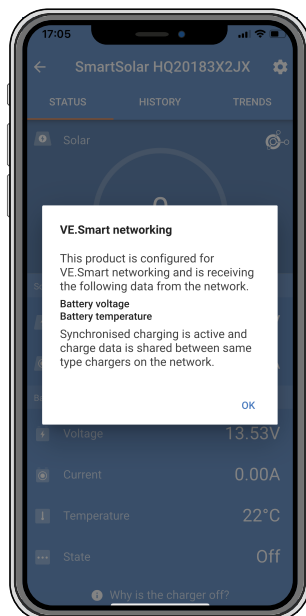 17:05
SmartSolar HQ20183X2JX
STATUS HISTORY TRENDS
Solar
VE.Smart networking
This product is configured for
VE.Smart networking and is receiving
the following data from the network.
Battery voltage
Battery temperature
Synchronised charging is active and
charge data is shared between same
type chargers on the network.
OK
Voltage 13.53V
Current 0.00A
Temperature 22°C
State Off
Why is the charger off?